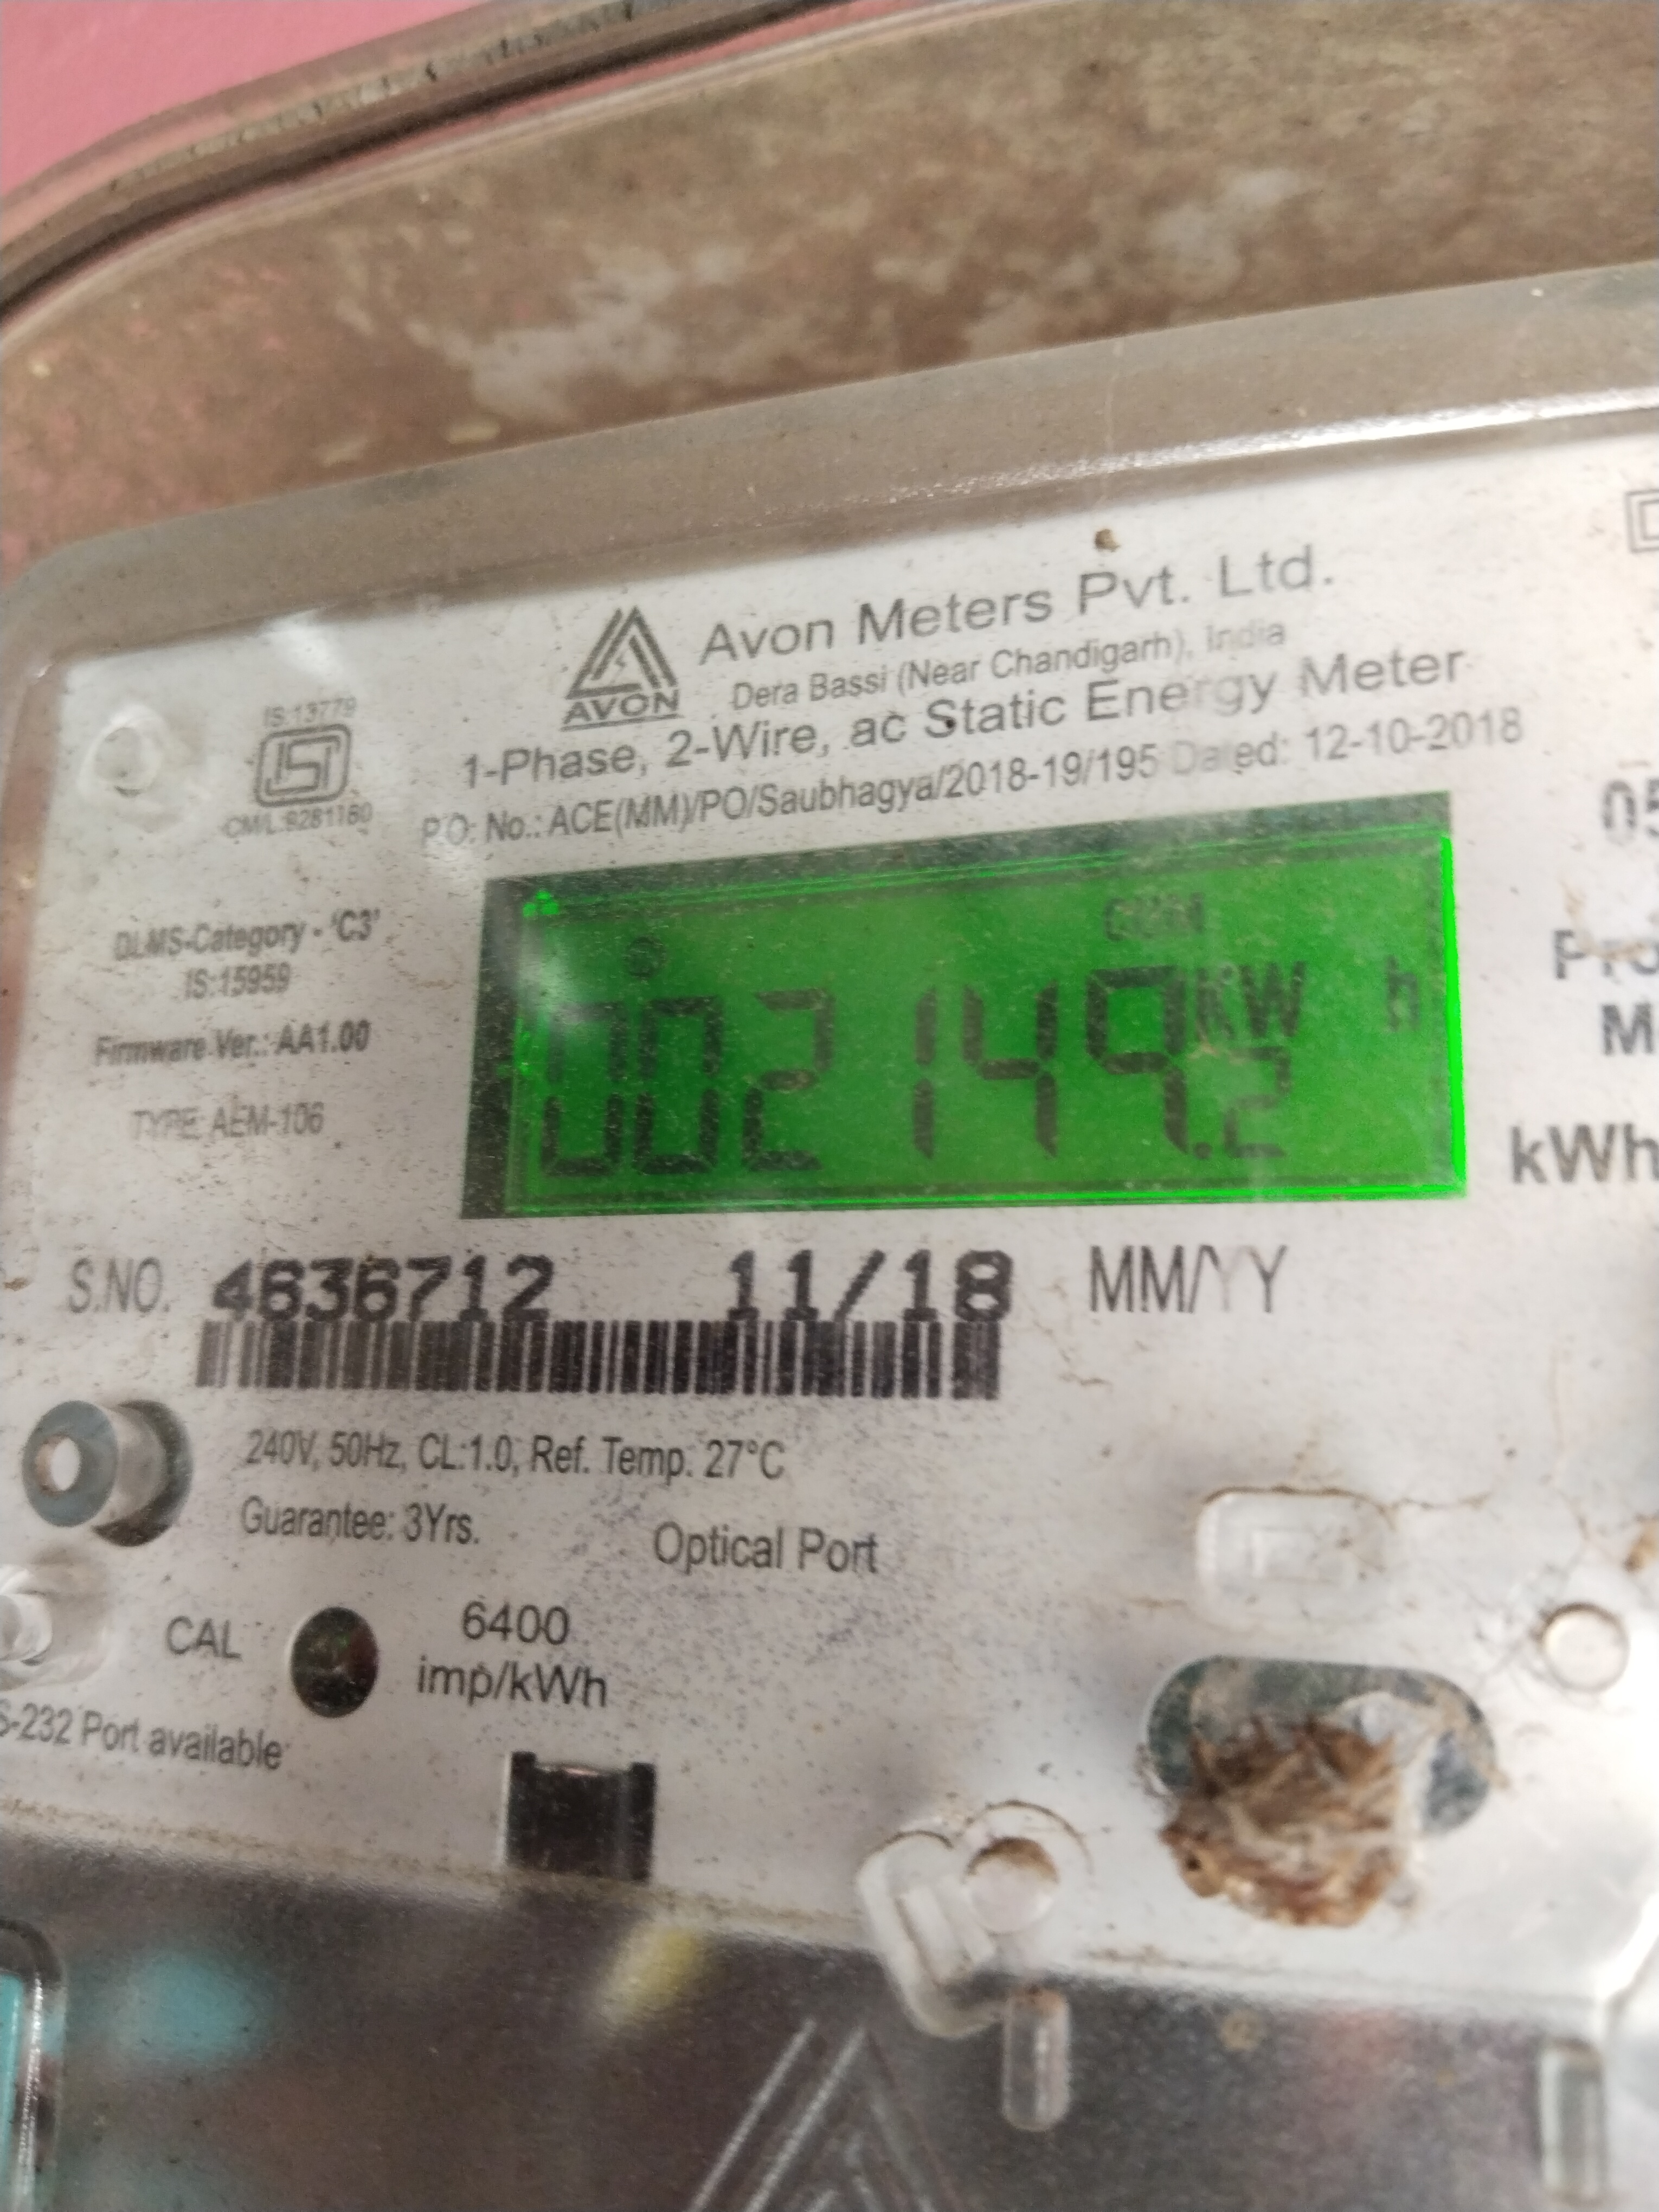 Avon Meters Pvt. Ltd.
Dera Bassi (Near Chandigarh), India
AVON
1-Phase, 2-Wire, ac Static Energy Meter
P.O. No.: ACE(MM)/PO/Saubhagya/2018-19/195 Dated: 12-10-2018
IS:13779
CM/L:9281160
DLMS-Category - 'C3'
IS:15959
Firmware Ver.: AA1.00
TYPE: AEM-106
CUM
002149.2 KW h
kWh
S.NO. 4636712 11/18 MM/YY
240V, 50Hz, CL:1.0, Ref. Temp. 27°C
Guarantee: 3Yrs.
Optical Port
CAL
6400
imp/kWh
S-232 Port available